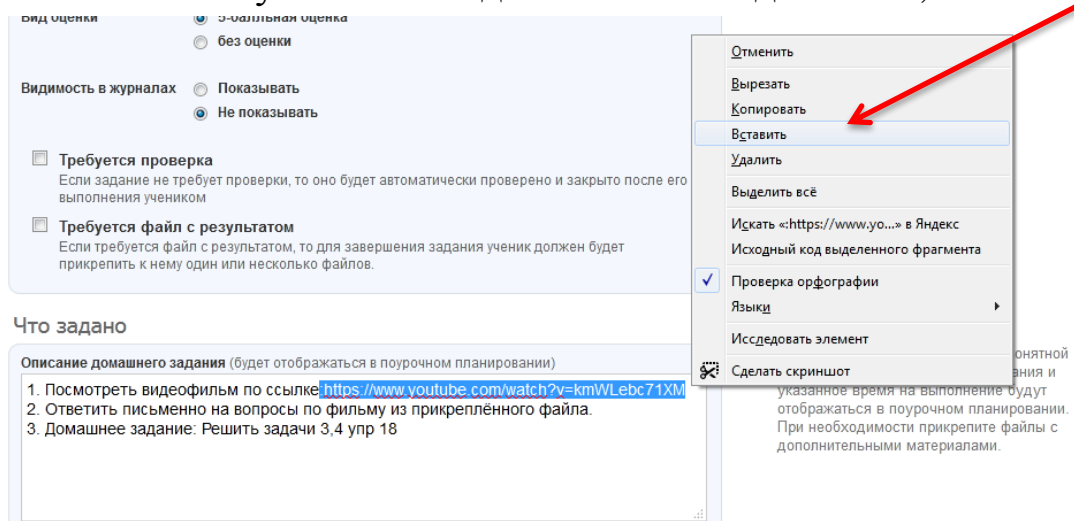 Вид оценки
5-балльная оценка
без оценки
Видимость в журналах
Показывать
Не показывать
Требуется проверка
Если задание не требует проверки, то оно будет автоматически проверено и закрыто после его
выполнения учеником
Требуется файл с результатом
Если требуется файл с результатом, то для завершения задания ученик должен будет
прикрепить к нему один или несколько файлов.
Что задано
Описание домашнего задания (будет отображаться в поурочном планировании)
1. Посмотреть видеофильм по ссылке:https://www.youtube.com/watch?v=kmWLebc71XM
2. Ответить письменно на вопросы по фильму из прикреплённого файла.
3. Домашнее задание: Решить задачи 3,4 упр 18
Отменить
Вырезать
Копировать
Вставить
Удалить
Выделить всё
Искать «:https://www.yo...» в Яндекс
Исходный код выделенного фрагмента
Проверка орфографии
Языки
Исследовать элемент
Сделать скриншот
онятной
ания и
указанное время на выполнение будут
отображаться в поурочном планировании.
При необходимости прикрепите файлы с
дополнительными материалами.